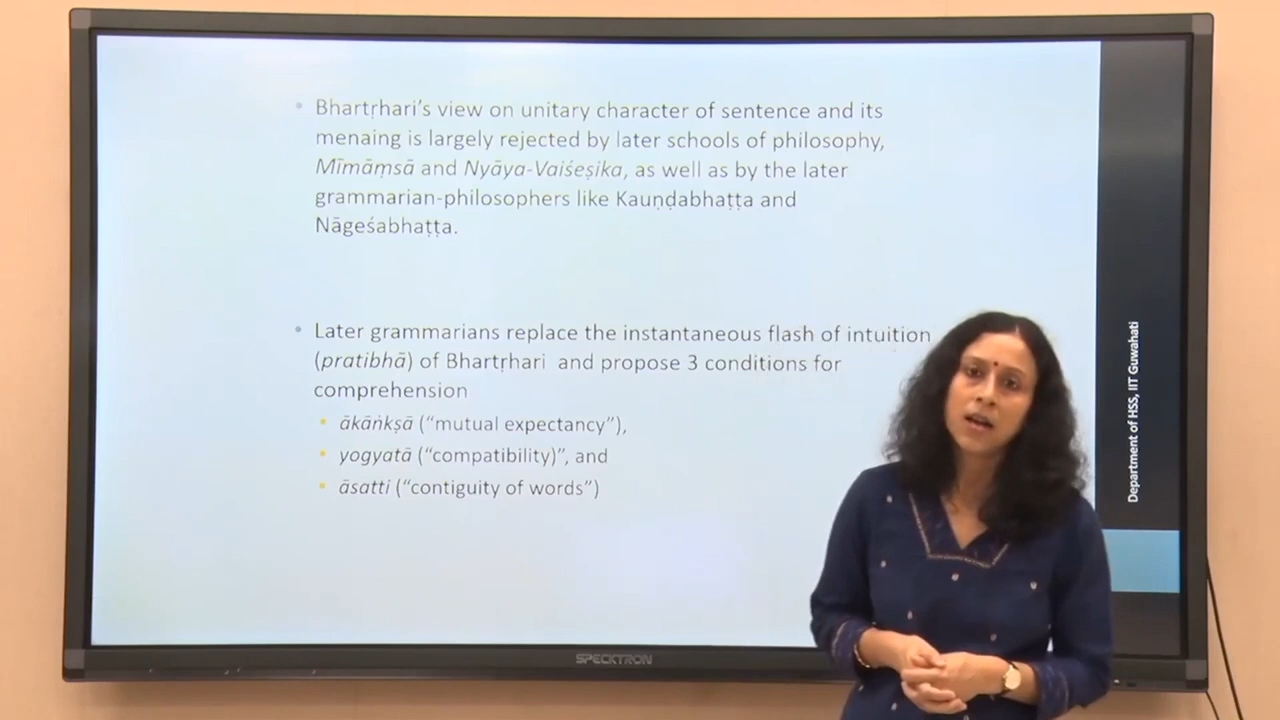 • Bhartṛhari's view on unitary character of sentence and its
menaing is largely rejected by later schools of philosophy,
Mīmāṃsā and Nyāya-Vaiśeṣika, as well as by the later
grammarian-philosophers like Kauṇḍabhaṭṭa and
Nāgeśabhaṭṭa.
• Later grammarians replace the instantaneous flash of intuition
(pratibhā) of Bhartṛhari and propose 3 conditions for
comprehension
• ākāṅkṣā (“mutual expectancy”),
• yogyatā (“compatibility)”, and
• āsatti (“contiguity of words”)
Department of HSS, IIT Guwahati
SPECKTRON